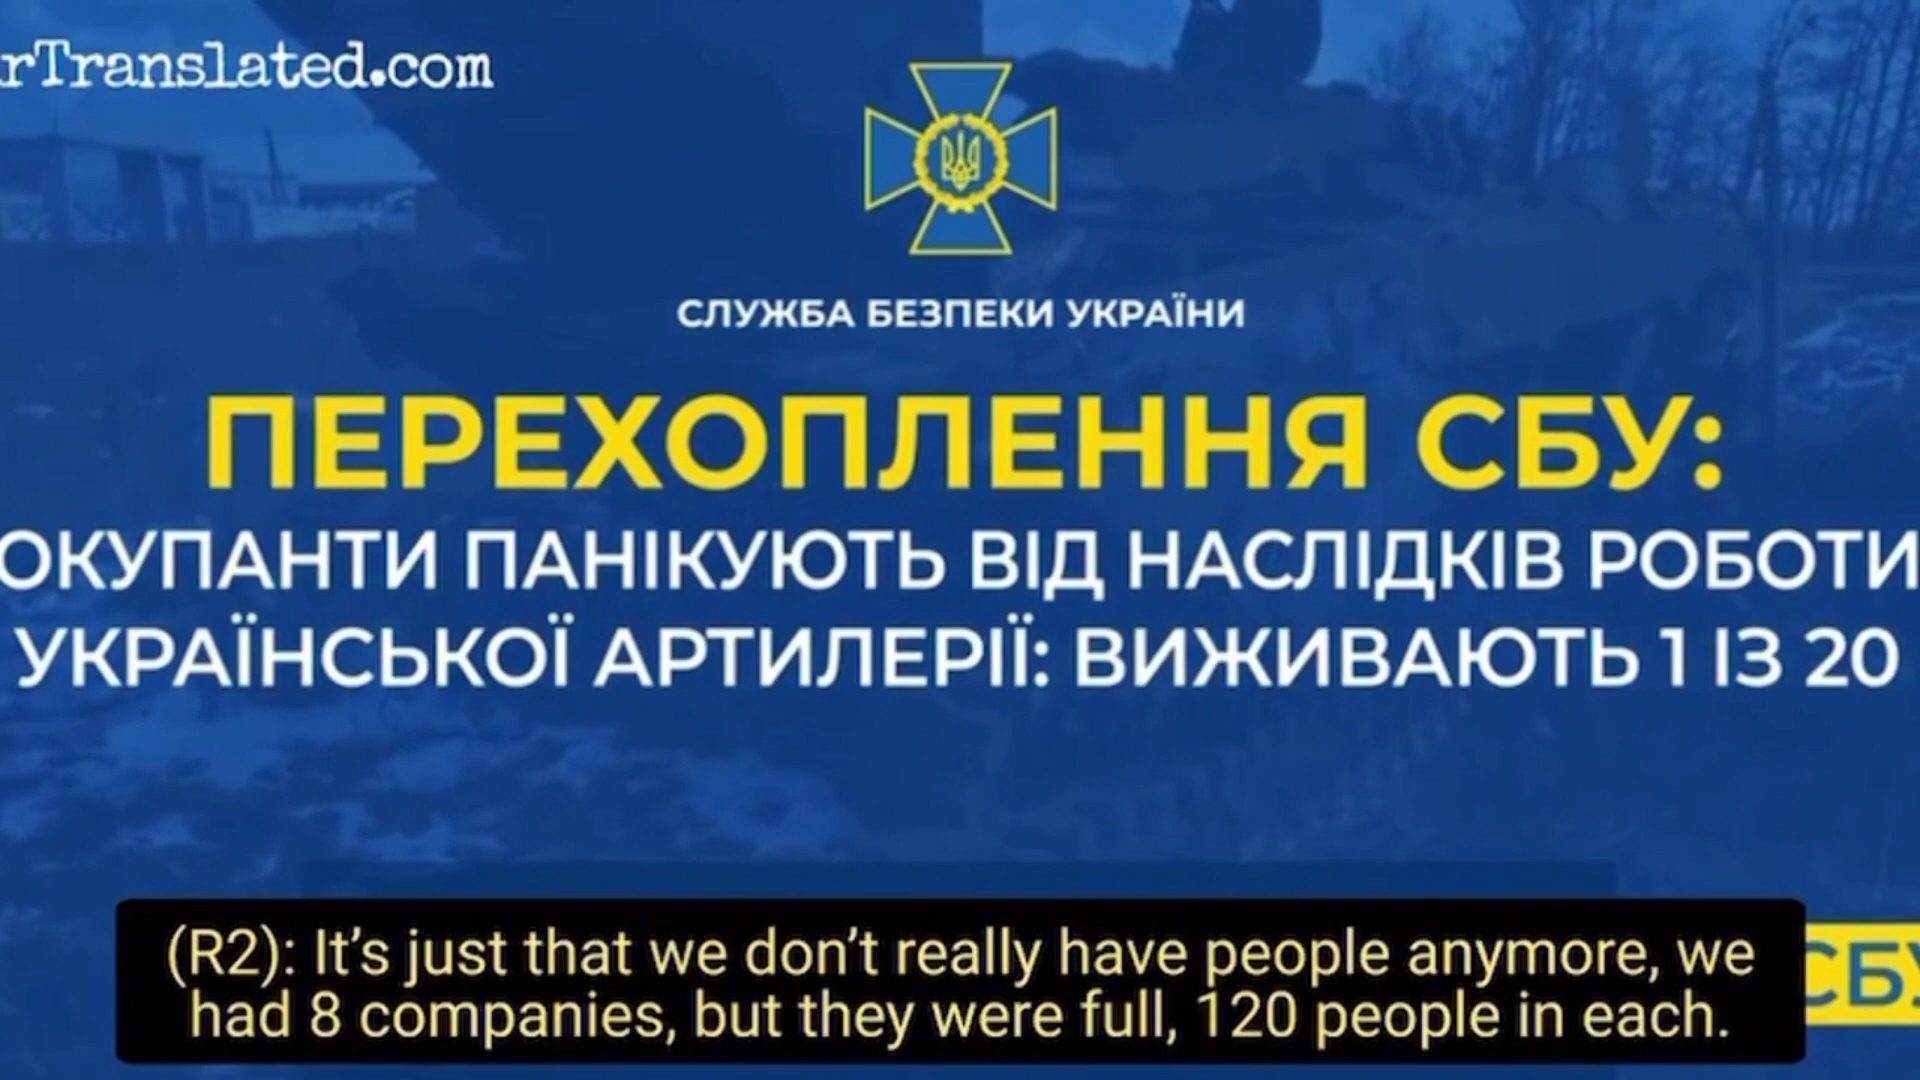 rTranslated.com
СЛУЖБА БЕЗПЕКИ УКРАЇНИ
ПЕРЕХОПЛЕННЯ СБУ:
ОКУПАНТИ ПАНІКУЮТЬ ВІД НАСЛІДКІВ РОБОТИ
УКРАЇНСЬКОЇ АРТИЛЕРІЇ: ВИЖИВАЮТЬ 1 ІЗ 20
(R2): It's just that we don't really have people anymore, we
had 8 companies, but they were full, 120 people in each.
СБУ